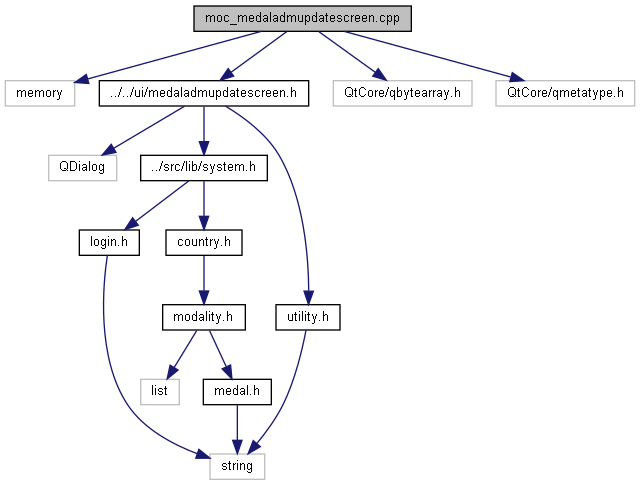 moc_medaladmupdatescreen.cpp
memory
../../ui/medaladmupdatescreen.h
QtCore/qbytearray.h
QtCore/qmetatype.h
QDialog
../src/lib/system.h
login.h
country.h
modality.h
utility.h
list
medal.h
string